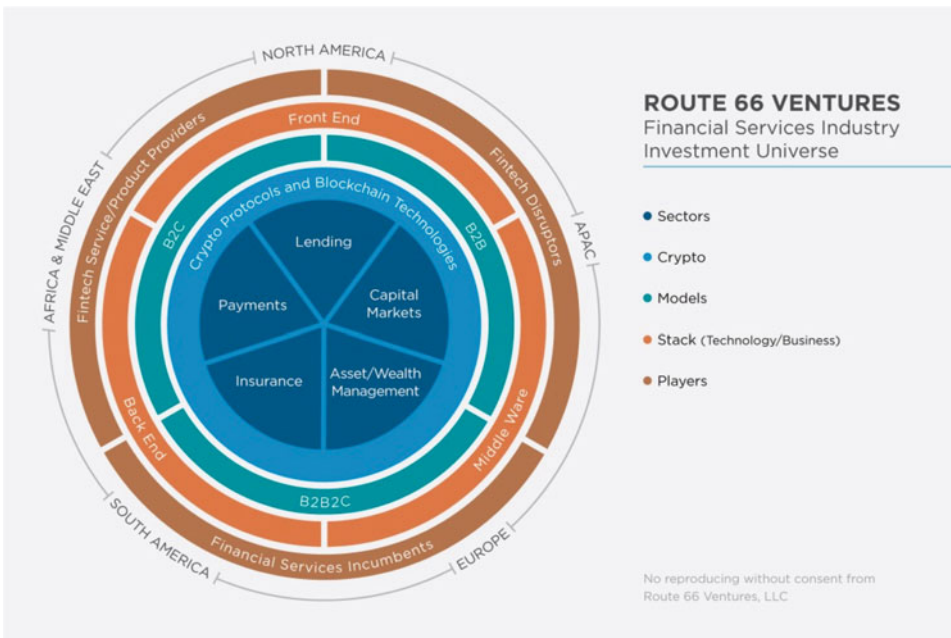 NORTH AMERICA
AFRICA & MIDDLE EAST
APAC
SOUTH AMERICA
EUROPE
Fintech Service/Product Providers
Fintech Disruptors
Financial Services Incumbents
Front End
Back End
Middle Ware
B2C
B2B
B2B2C
Crypto Protocols and Blockchain Technologies
Lending
Payments
Capital
Markets
Insurance
Asset/Wealth
Management
ROUTE 66 VENTURES
Financial Services Industry
Investment Universe
Sectors
Crypto
Models
Stack (Technology/Business)
Players
No reproducing without consent from
Route 66 Ventures, LLC